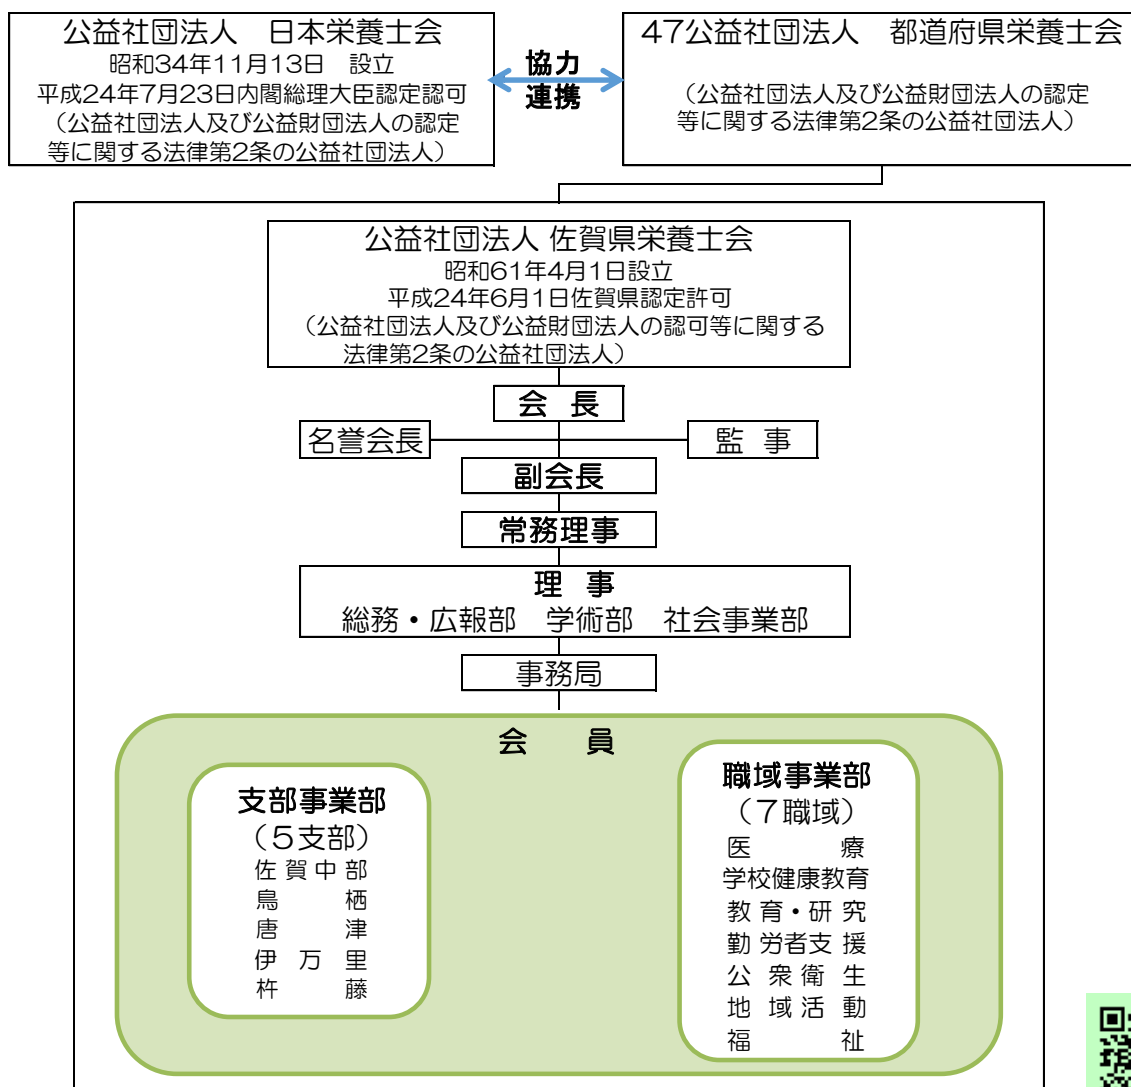 公益社団法人　日本栄養士会
昭和34年11月13日　設立
平成24年7月23日内閣総理大臣認定認可
（公益社団法人及び公益財団法人の認定
等に関する法律第2条の公益社団法人）
協力
連携
47公益社団法人　都道府県栄養士会
（公益社団法人及び公益財団法人の認定
等に関する法律第2条の公益社団法人）
公益社団法人 佐賀県栄養士会
昭和61年4月1日設立
平成24年6月1日佐賀県認定許可
（公益社団法人及び公益財団法人の認可等に関する
法律第2条の公益社団法人）
会 長
名誉会長
監 事
副会長
常務理事
理 事
総務・広報部　学術部　社会事業部
事務局
会　員
支部事業部
（5支部）
佐賀中部
鳥 栖
唐 津
伊万里
杵 藤
職域事業部
（7職域）
医 療
学校健康教育
教育・研究
勤労者支援
公衆衛生
地域活動
福 祉